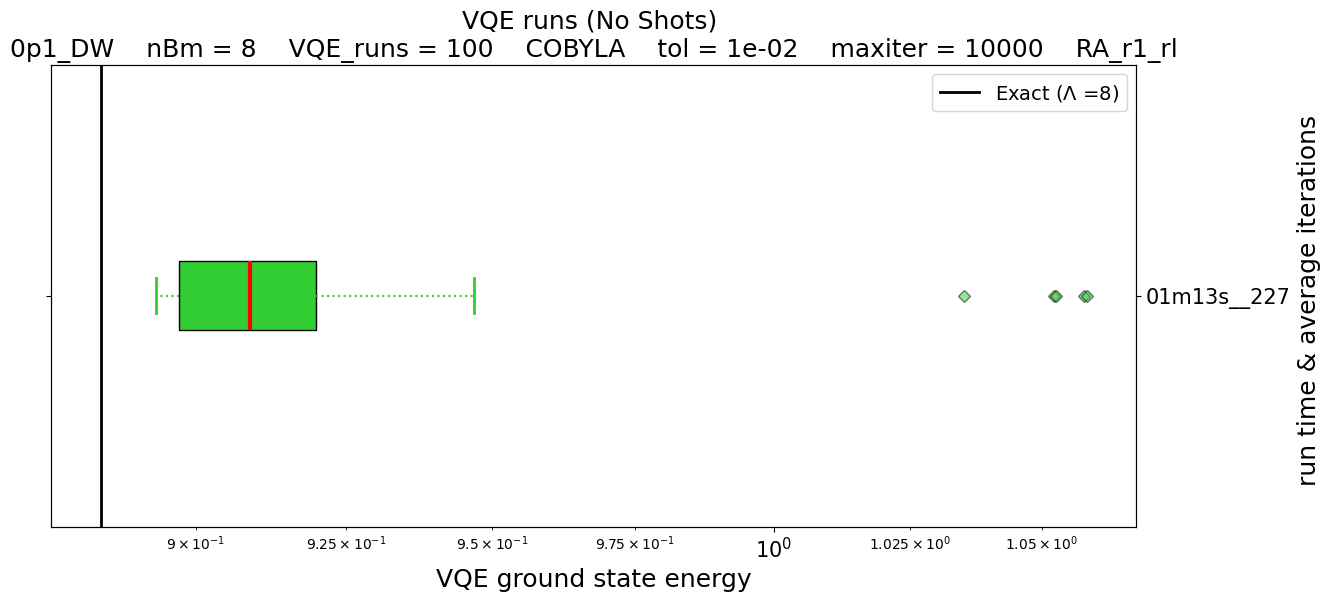 VQE runs (No Shots)
0p1_DW nBm = 8 VQE_runs = 100 COBYLA tol = 1e-02 maxiter = 10000 RA_r1_rl
Exact (Λ =8)
01m13s__227
run time & average iterations
9 × 10⁻¹
9.25 × 10⁻¹
9.5 × 10⁻¹
9.75 × 10⁻¹
10⁰
1.025 × 10⁰
1.05 × 10⁰
VQE ground state energy